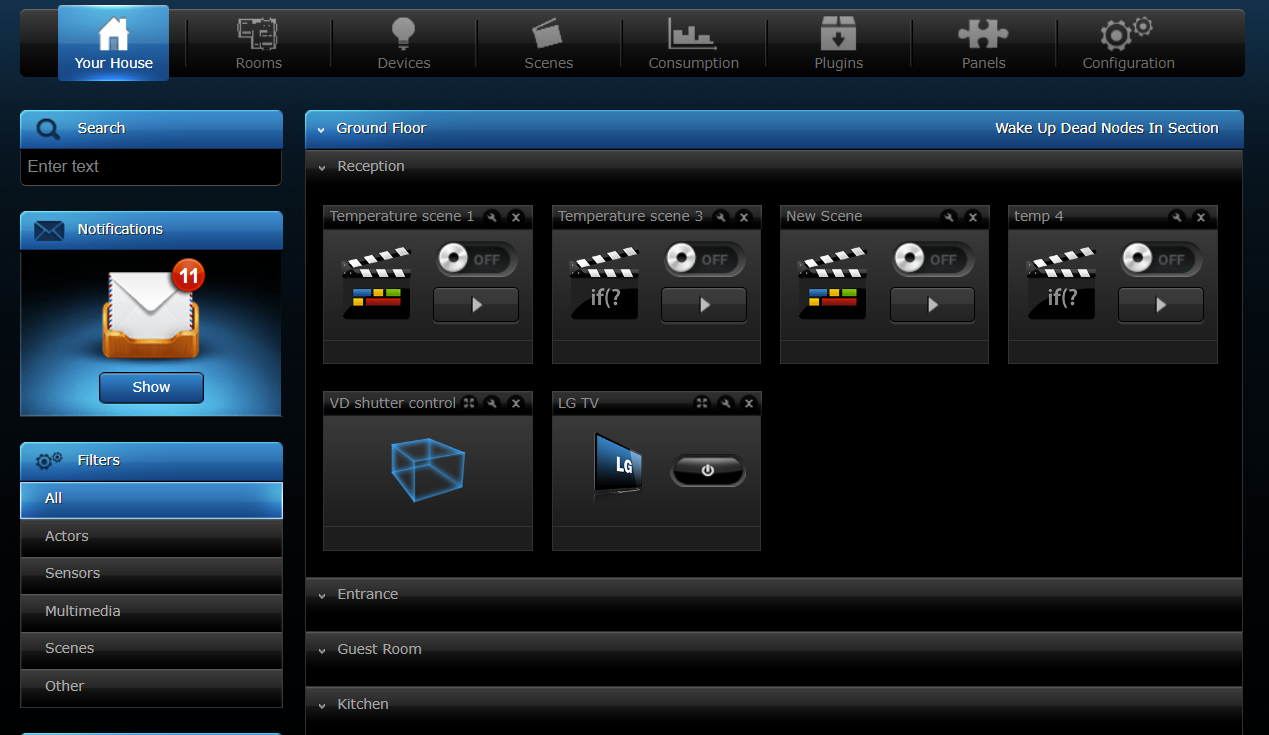 Your House
Rooms
Devices
Scenes
Consumption
Plugins
Panels
Configuration
Search
Enter text
Notifications
11
Show
Filters
All
Actors
Sensors
Multimedia
Scenes
Other
Ground Floor
Wake Up Dead Nodes In Section
Reception
Temperature scene 1
OFF
Temperature scene 3
if(?
OFF
New Scene
OFF
temp 4
if(?
OFF
VD shutter control
LG TV
LG
Entrance
Guest Room
Kitchen